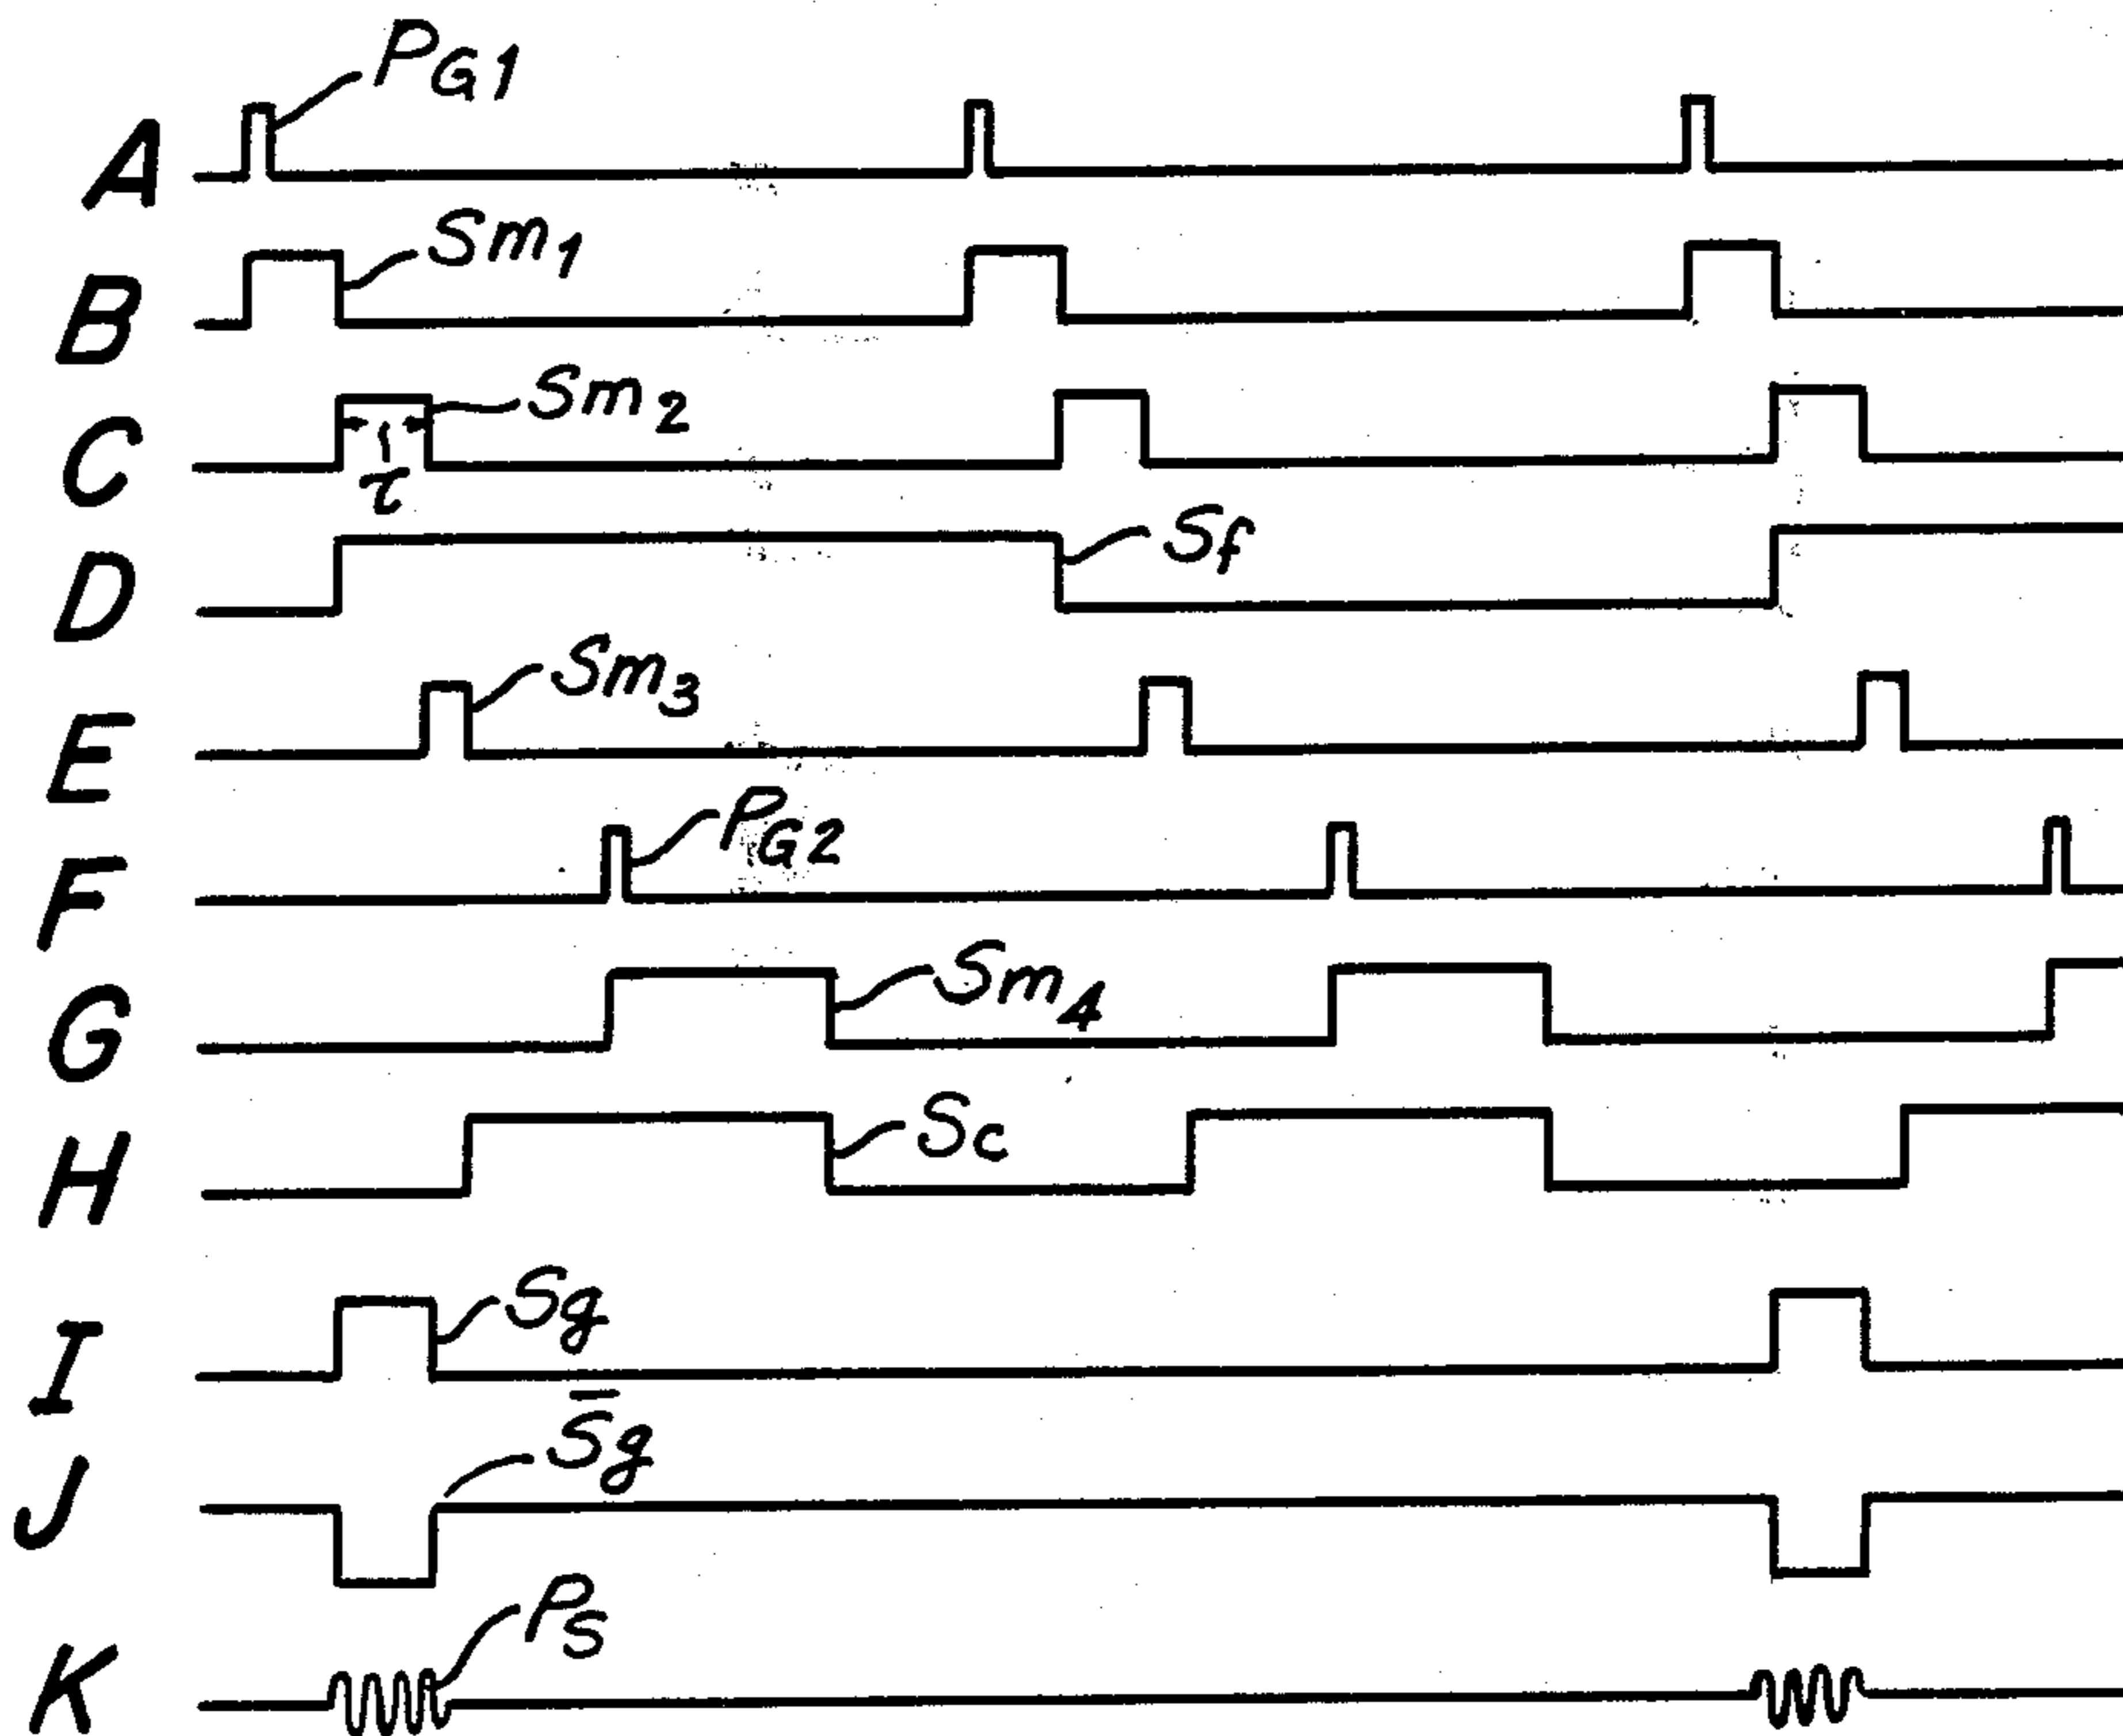 A PG1
B Sm1
C Sm2
τ
D Sf
E Sm3
F PG2
G Sm4
H Sc
I Sg
J S̄g
K Ps